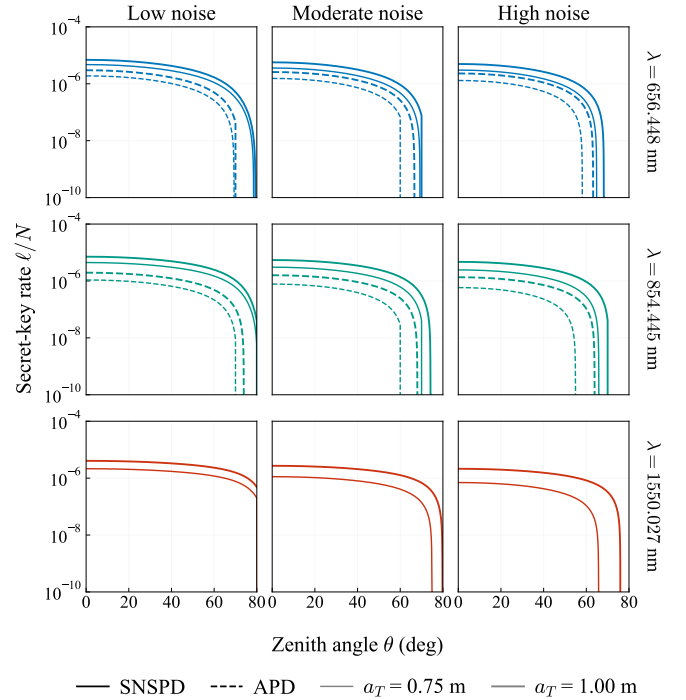 Low noise Moderate noise High noise
10⁻⁴
10⁻⁶
10⁻⁸
10⁻¹⁰
λ = 656.448 nm
10⁻⁴
10⁻⁶
10⁻⁸
10⁻¹⁰
λ = 854.445 nm
Secret-key rate ℓ/N
10⁻⁴
10⁻⁶
10⁻⁸
10⁻¹⁰
λ = 1550.027 nm
0 20 40 60 80 0 20 40 60 80 0 20 40 60 80
Zenith angle θ (deg)
SNSPD APD a_T = 0.75 m a_T = 1.00 m